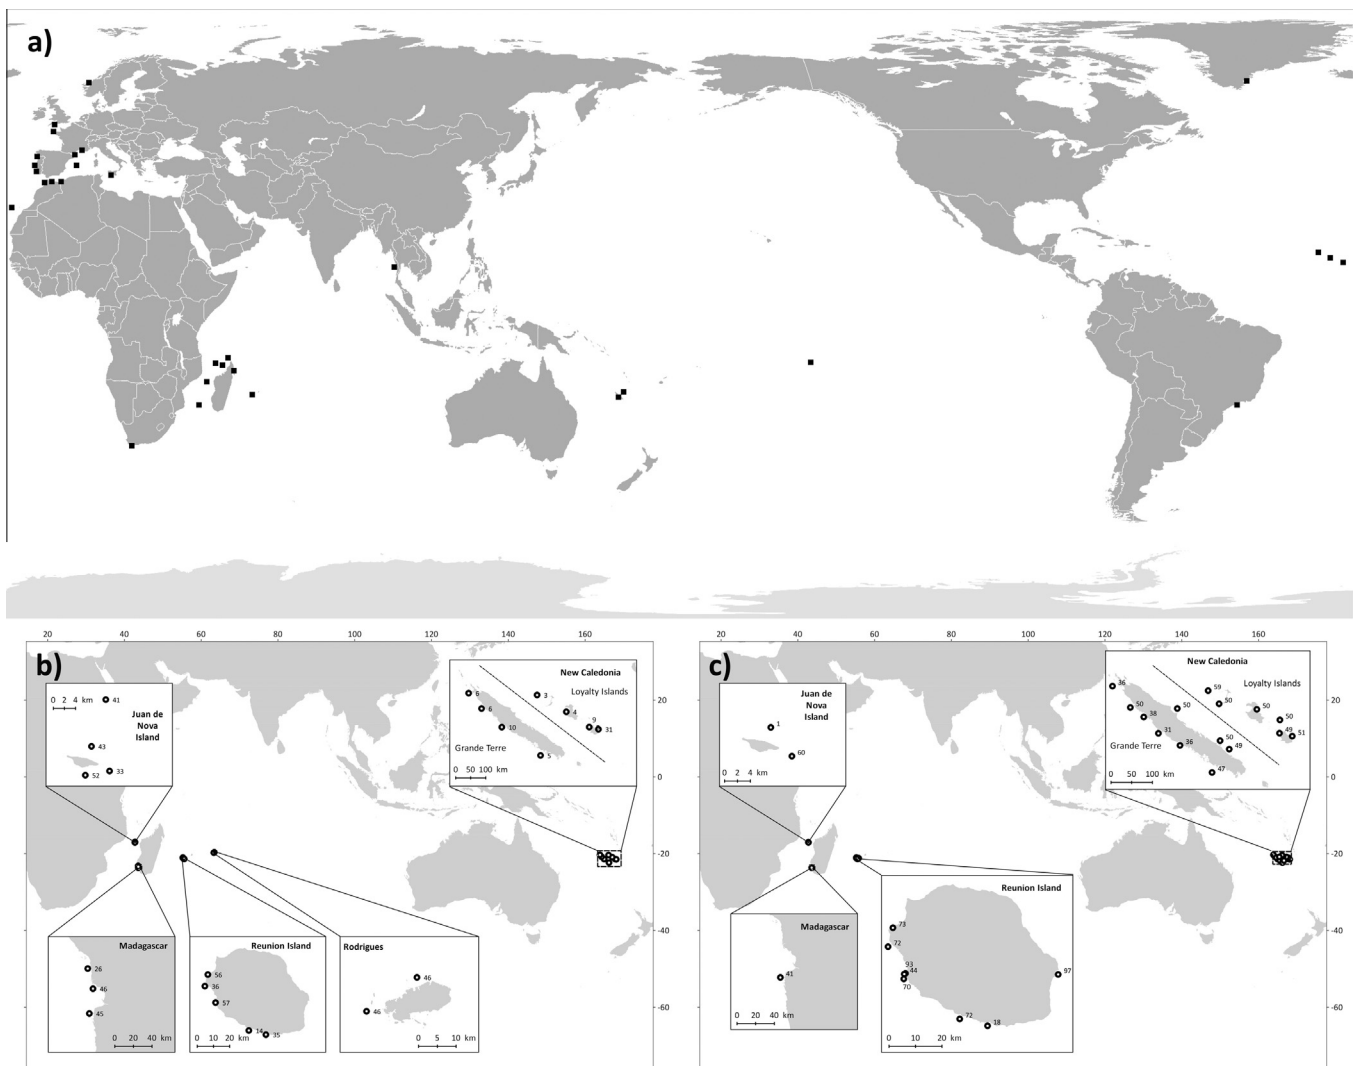 a)
20 40 60 80 100 120 140 160
20 40 60 80 100 120 140 160
b)
0 2 4 km
41
Juan de
Nova
Island
43
52
33
New Caledonia
Loyalty Islands
6
3
6
4
10
9
31
5
Grande Terre
0 50 100 km
Madagascar
26
46
45
0 20 40 km
Reunion Island
56
36
57
14
35
0 10 20 km
Rodrigues
46
46
0 5 10 km
20
0
-20
-40
-60
c)
Juan de
Nova
Island
1
60
0 2 4 km
New Caledonia
Loyalty Islands
36
59
50
50
50
50
38
50
31
49
51
50
36
49
47
Grande Terre
0 50 100 km
Madagascar
41
0 20 40 km
Reunion Island
73
72
93
44
70
97
72
18
0 10 20 km
20
0
-20
-40
-60